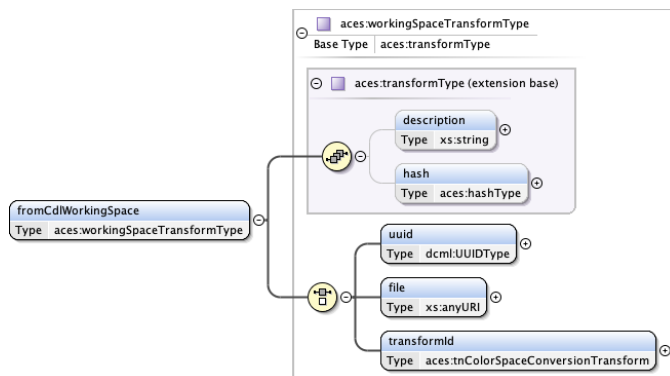 aces:workingSpaceTransformType
Base Type aces:transformType
aces:transformType (extension base)
description
Type xs:string
hash
Type aces:hashType
fromCdlWorkingSpace
Type aces:workingSpaceTransformType
uuid
Type dcml:UUIDType
file
Type xs:anyURI
transformId
Type aces:tnColorSpaceConversionTransform